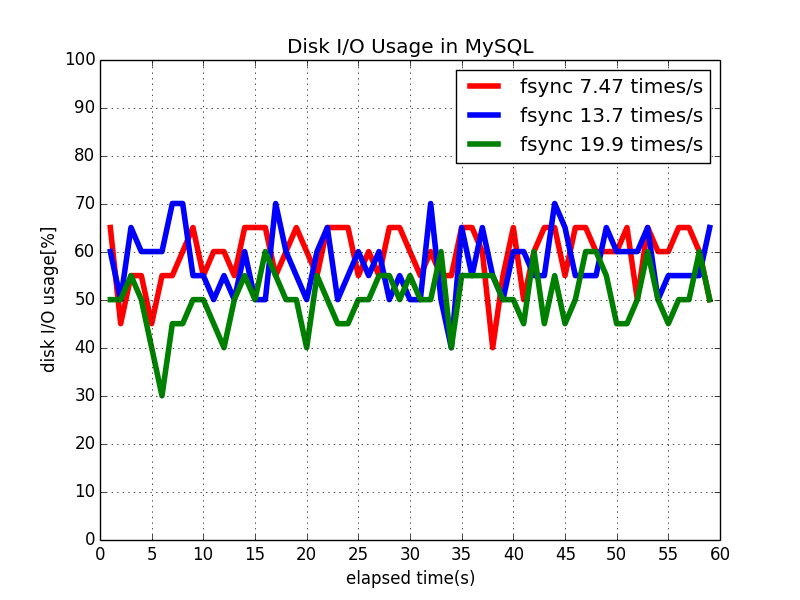 Disk I/O Usage in MySQL
fsync 7.47 times/s
fsync 13.7 times/s
fsync 19.9 times/s
disk I/O usage[%]
100
90
80
70
60
50
40
30
20
10
0
0 5 10 15 20 25 30 35 40 45 50 55 60
elapsed time(s)